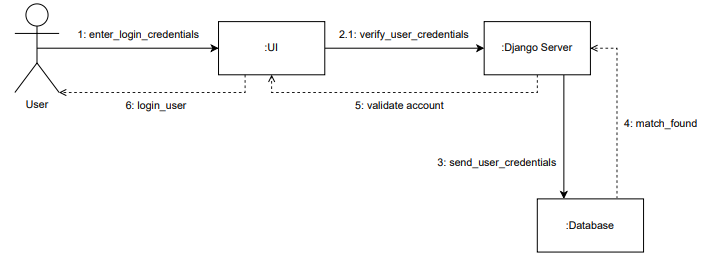 1: enter_login_credentials
2.1: verify_user_credentials
:UI
:Django Server
User
6: login_user
5: validate account
4: match_found
3: send_user_credentials
:Database